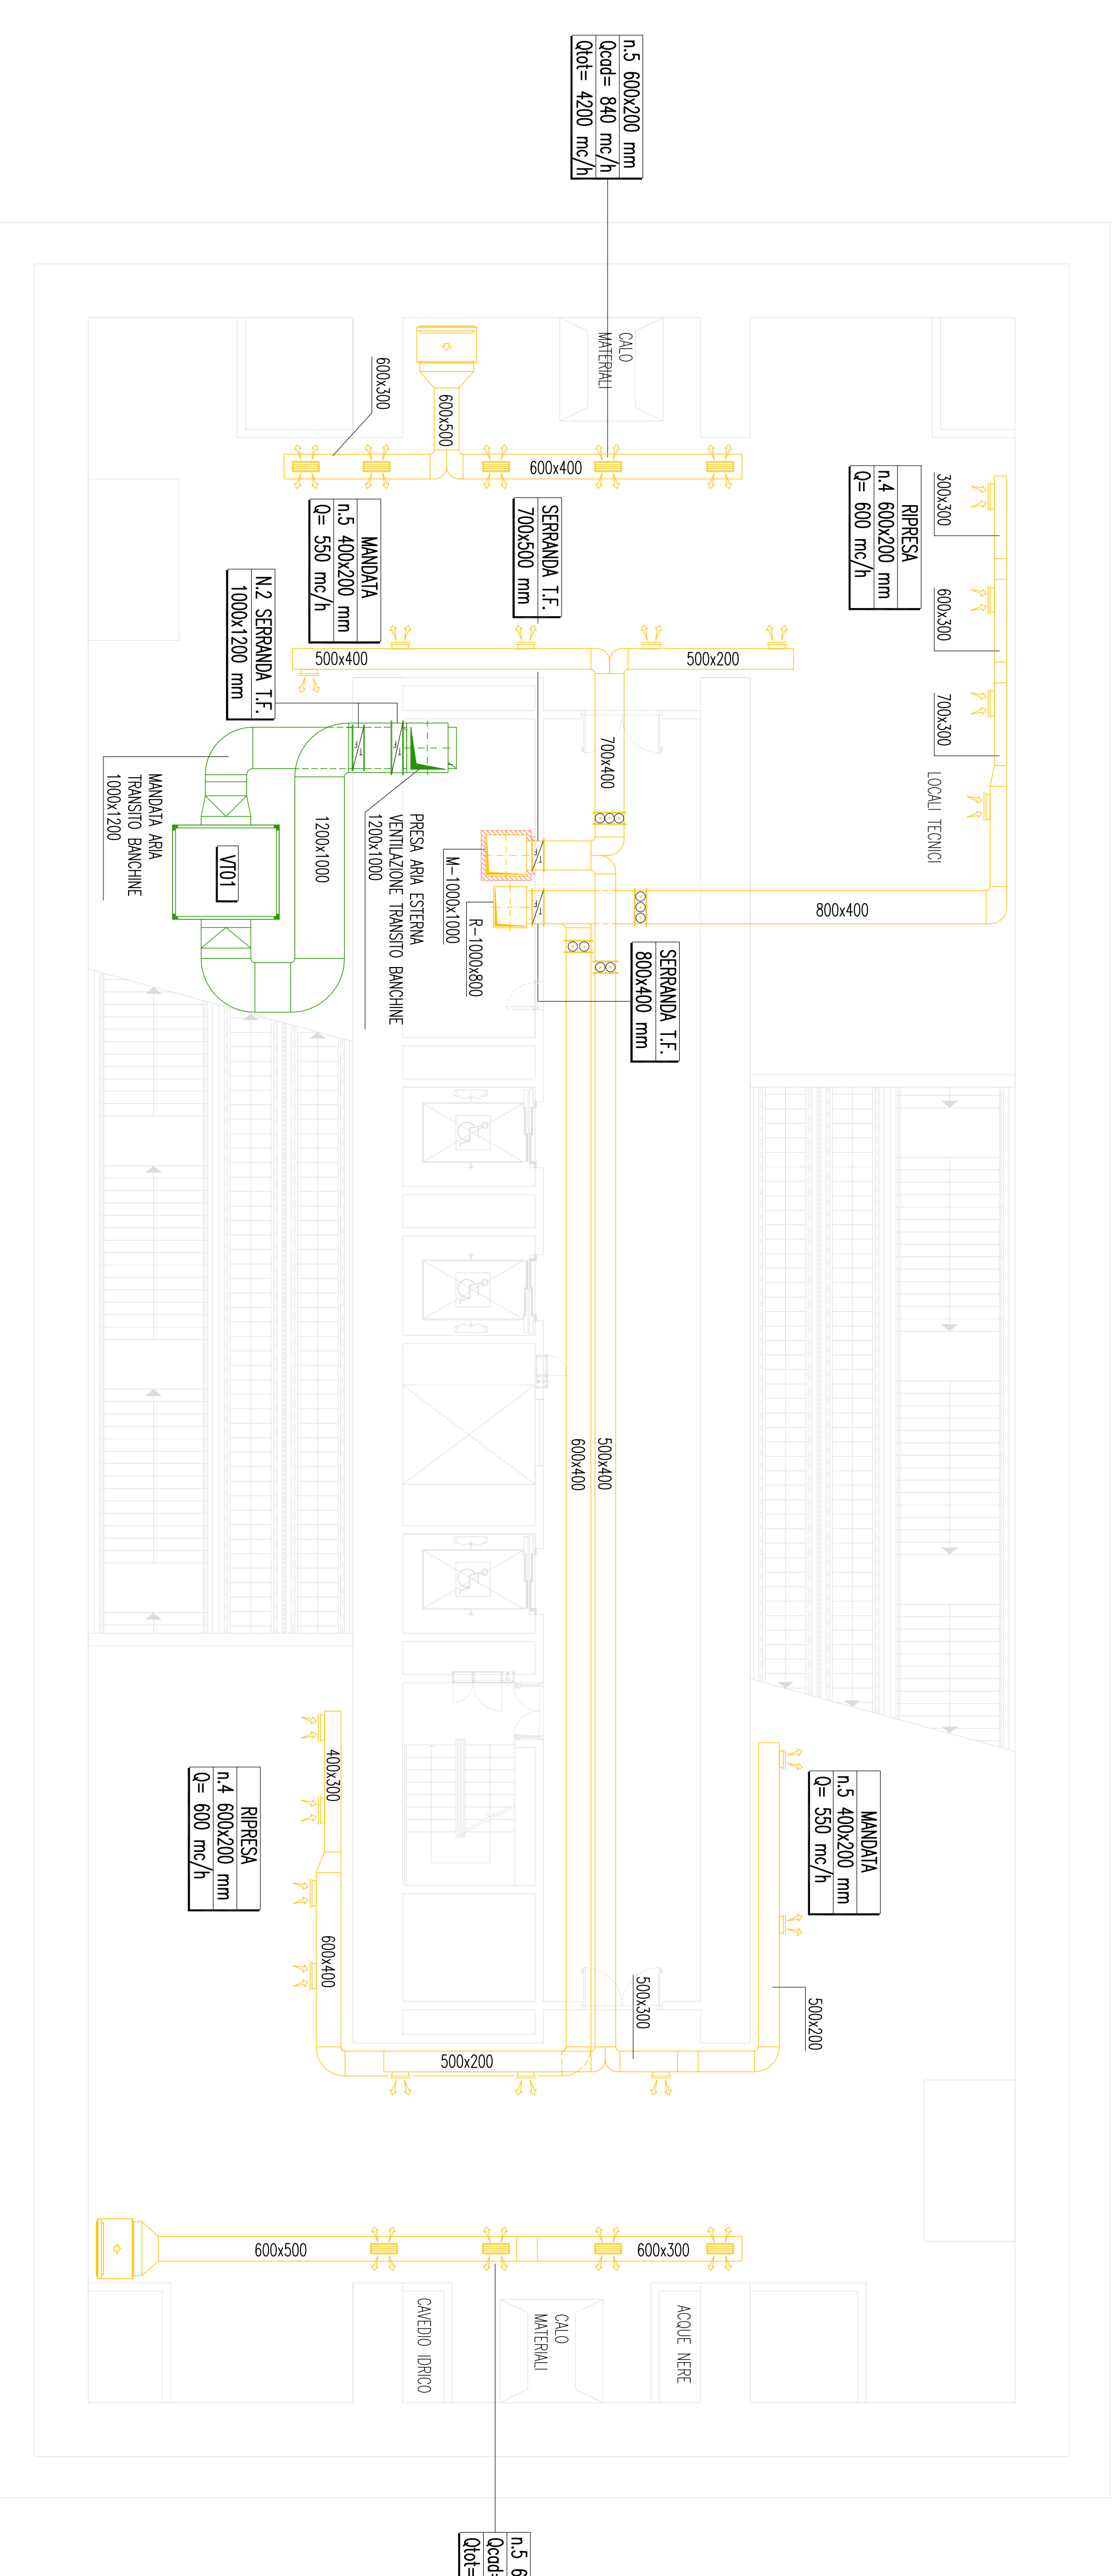 n.5 600x200 mm
Qcad= 840 mc/h
Qtot= 4200 mc/h
CALO
MATERIALI
600x300
600x500
600x400
RIPRESA
n.4 600x200 mm
Q= 600 mc/h
300x300
600x300
700x300
LOCALI TECNICI
SERRANDA T.F.
700x500 mm
MANDATA
n.5 400x200 mm
Q= 550 mc/h
N.2 SERRANDA T.F.
1000x1200 mm
500x400
500x200
700x400
800x400
MANDATA ARIA
TRANSITO BANCHINE
1000x1200
VT01
1200x1000
PRESA ARIA ESTERNA
VENTILAZIONE TRANSITO BANCHINE
1200x1000
M-1000x1000
R-1000x800
SERRANDA T.F.
800x400 mm
500x400
600x400
MANDATA
n.5 400x200 mm
Q= 550 mc/h
RIPRESA
n.4 600x200 mm
Q= 600 mc/h
400x300
600x400
500x300
500x200
500x200
600x500
600x300
ACQUE NERE
CALO
MATERIALI
CAVEDIO IDRICO
n.5 6
Qcad=
Qtot=